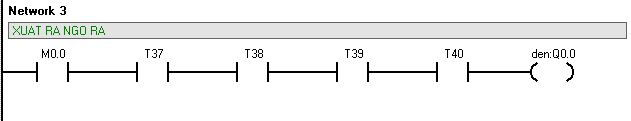 Network 3
XUAT RA NGO RA
M0.0 T37 T38 T39 T40 den:Q0.0